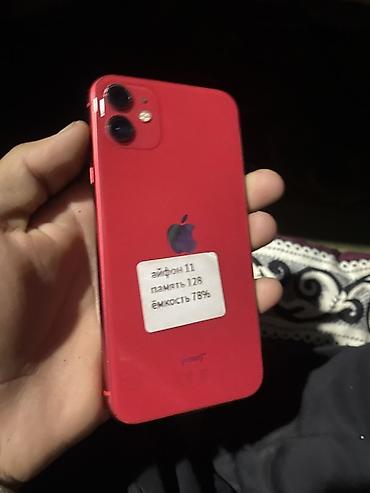 айфон 11
память 128
ёмкость 78%